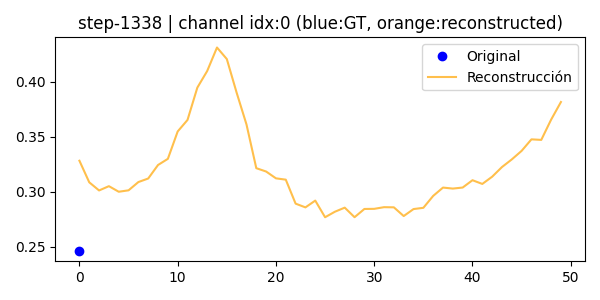 step-1338 | channel idx:0 (blue:GT, orange:reconstructed)
Original
Reconstrucción
0.40
0.35
0.30
0.25
0 10 20 30 40 50